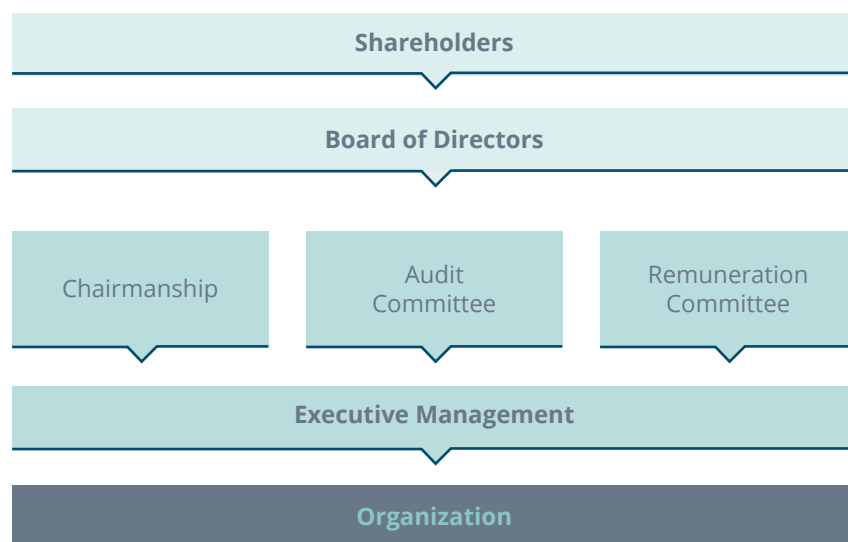 Shareholders
Board of Directors
Chairmanship
Audit
Committee
Remuneration
Committee
Executive Management
Organization